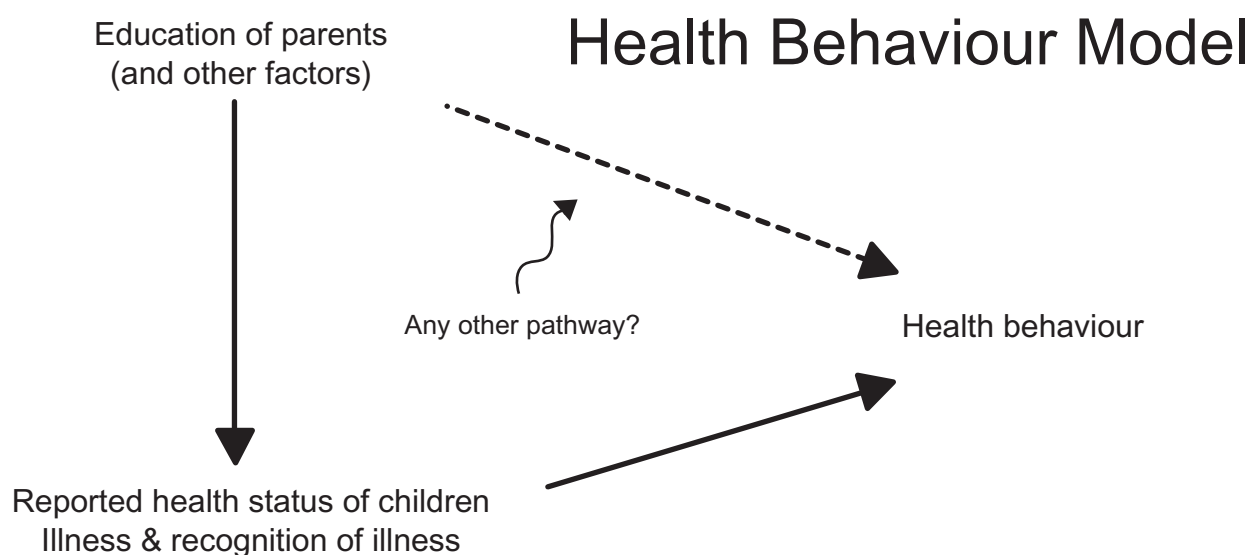 Education of parents
(and other factors)
Health Behaviour Model
Any other pathway?
Health behaviour
Reported health status of children
Illness & recognition of illness